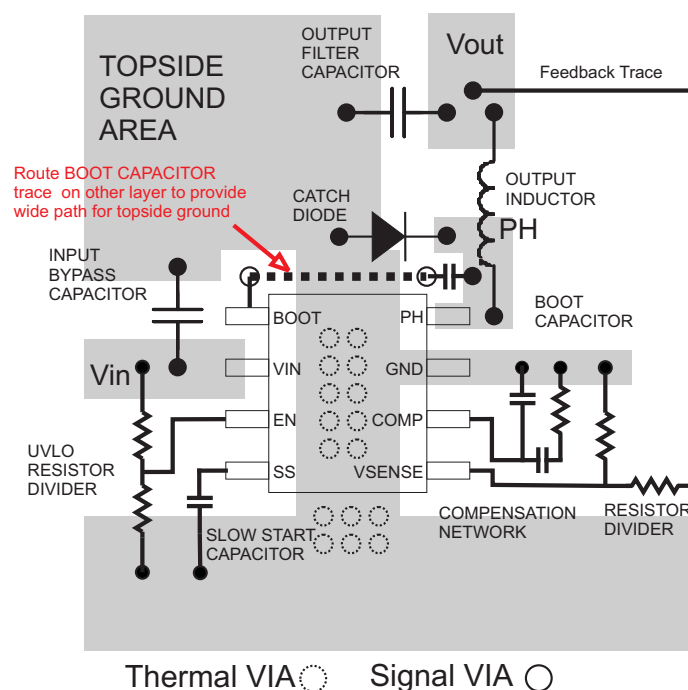 OUTPUT
FILTER
CAPACITOR
Vout
Feedback Trace
TOPSIDE
GROUND
AREA
Route BOOT CAPACITOR
trace on other layer to provide
wide path for topside ground
CATCH
DIODE
OUTPUT
INDUCTOR
PH
INPUT
BYPASS
CAPACITOR
BOOT
CAPACITOR
BOOT
PH
Vin
VIN
GND
EN
COMP
UVLO
RESISTOR
DIVIDER
SS
VSENSE
SLOW START
CAPACITOR
COMPENSATION
NETWORK
RESISTOR
DIVIDER
Thermal VIA
Signal VIA